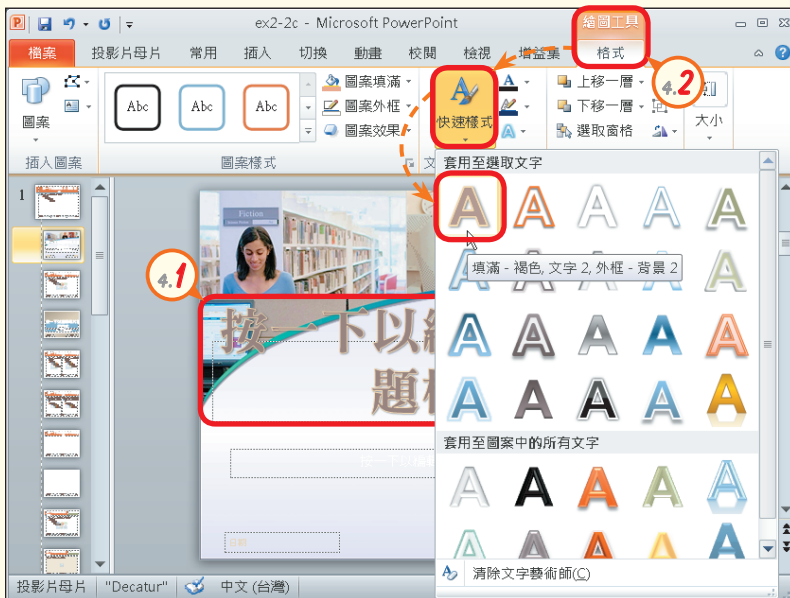 ex2-2c - Microsoft PowerPoint
繪圖工具
檔案 投影片母片 常用 插入 切換 動畫 校閱 檢視 增益集 格式
4.2
Abc Abc Abc
圖案
圖案填滿
圖案外框
圖案效果
快速樣式
上移一層
下移一層
選取窗格
大小
插入圖案
圖案樣式
文
套用至選取文字
填滿 - 褐色, 文字 2, 外框 - 背景 2
套用至圖案中的所有文字
清除文字藝術師(C)
1
Fiction
4.1
按一下以
題
投影片母片 "Decatur" 中文 (台灣)